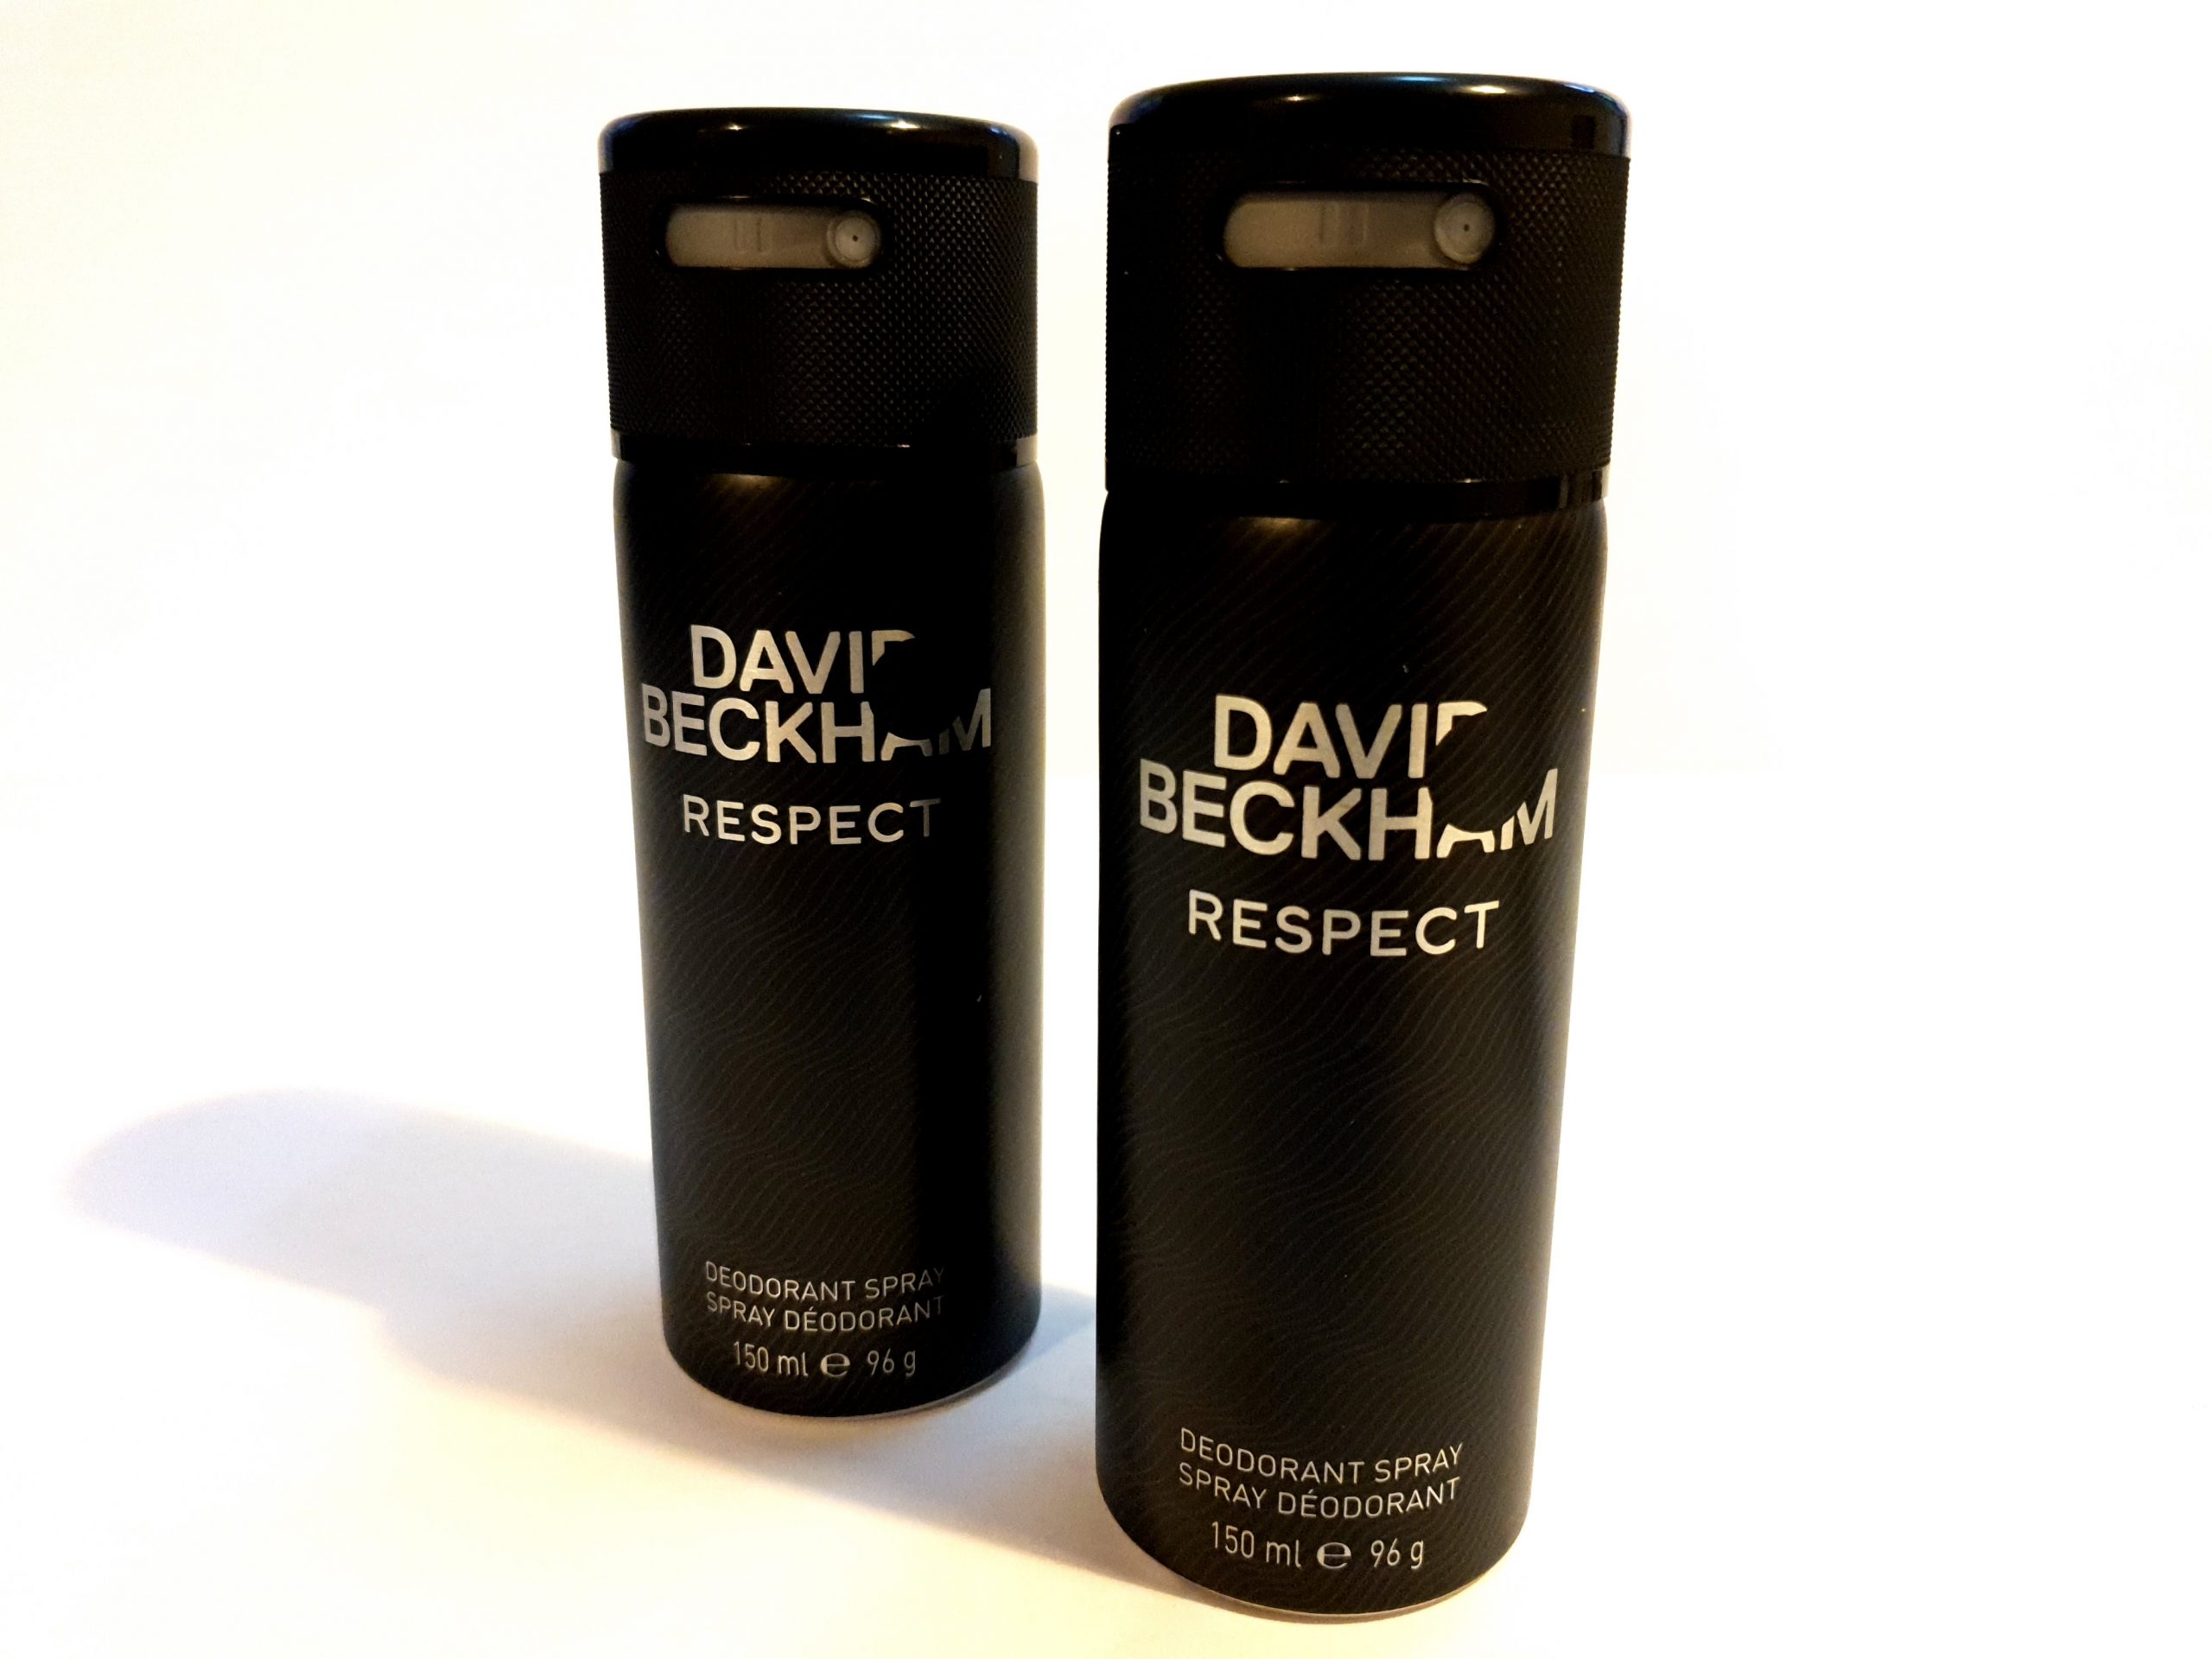 DAVID
BECKHAM
RESPECT
DEODORANT SPRAY
SPRAY DÉODORANT
150 ml ℮ 96 g
DAVID
BECKHAM
RESPECT
DEODORANT SPRAY
SPRAY DÉODORANT
150 ml ℮ 96 g